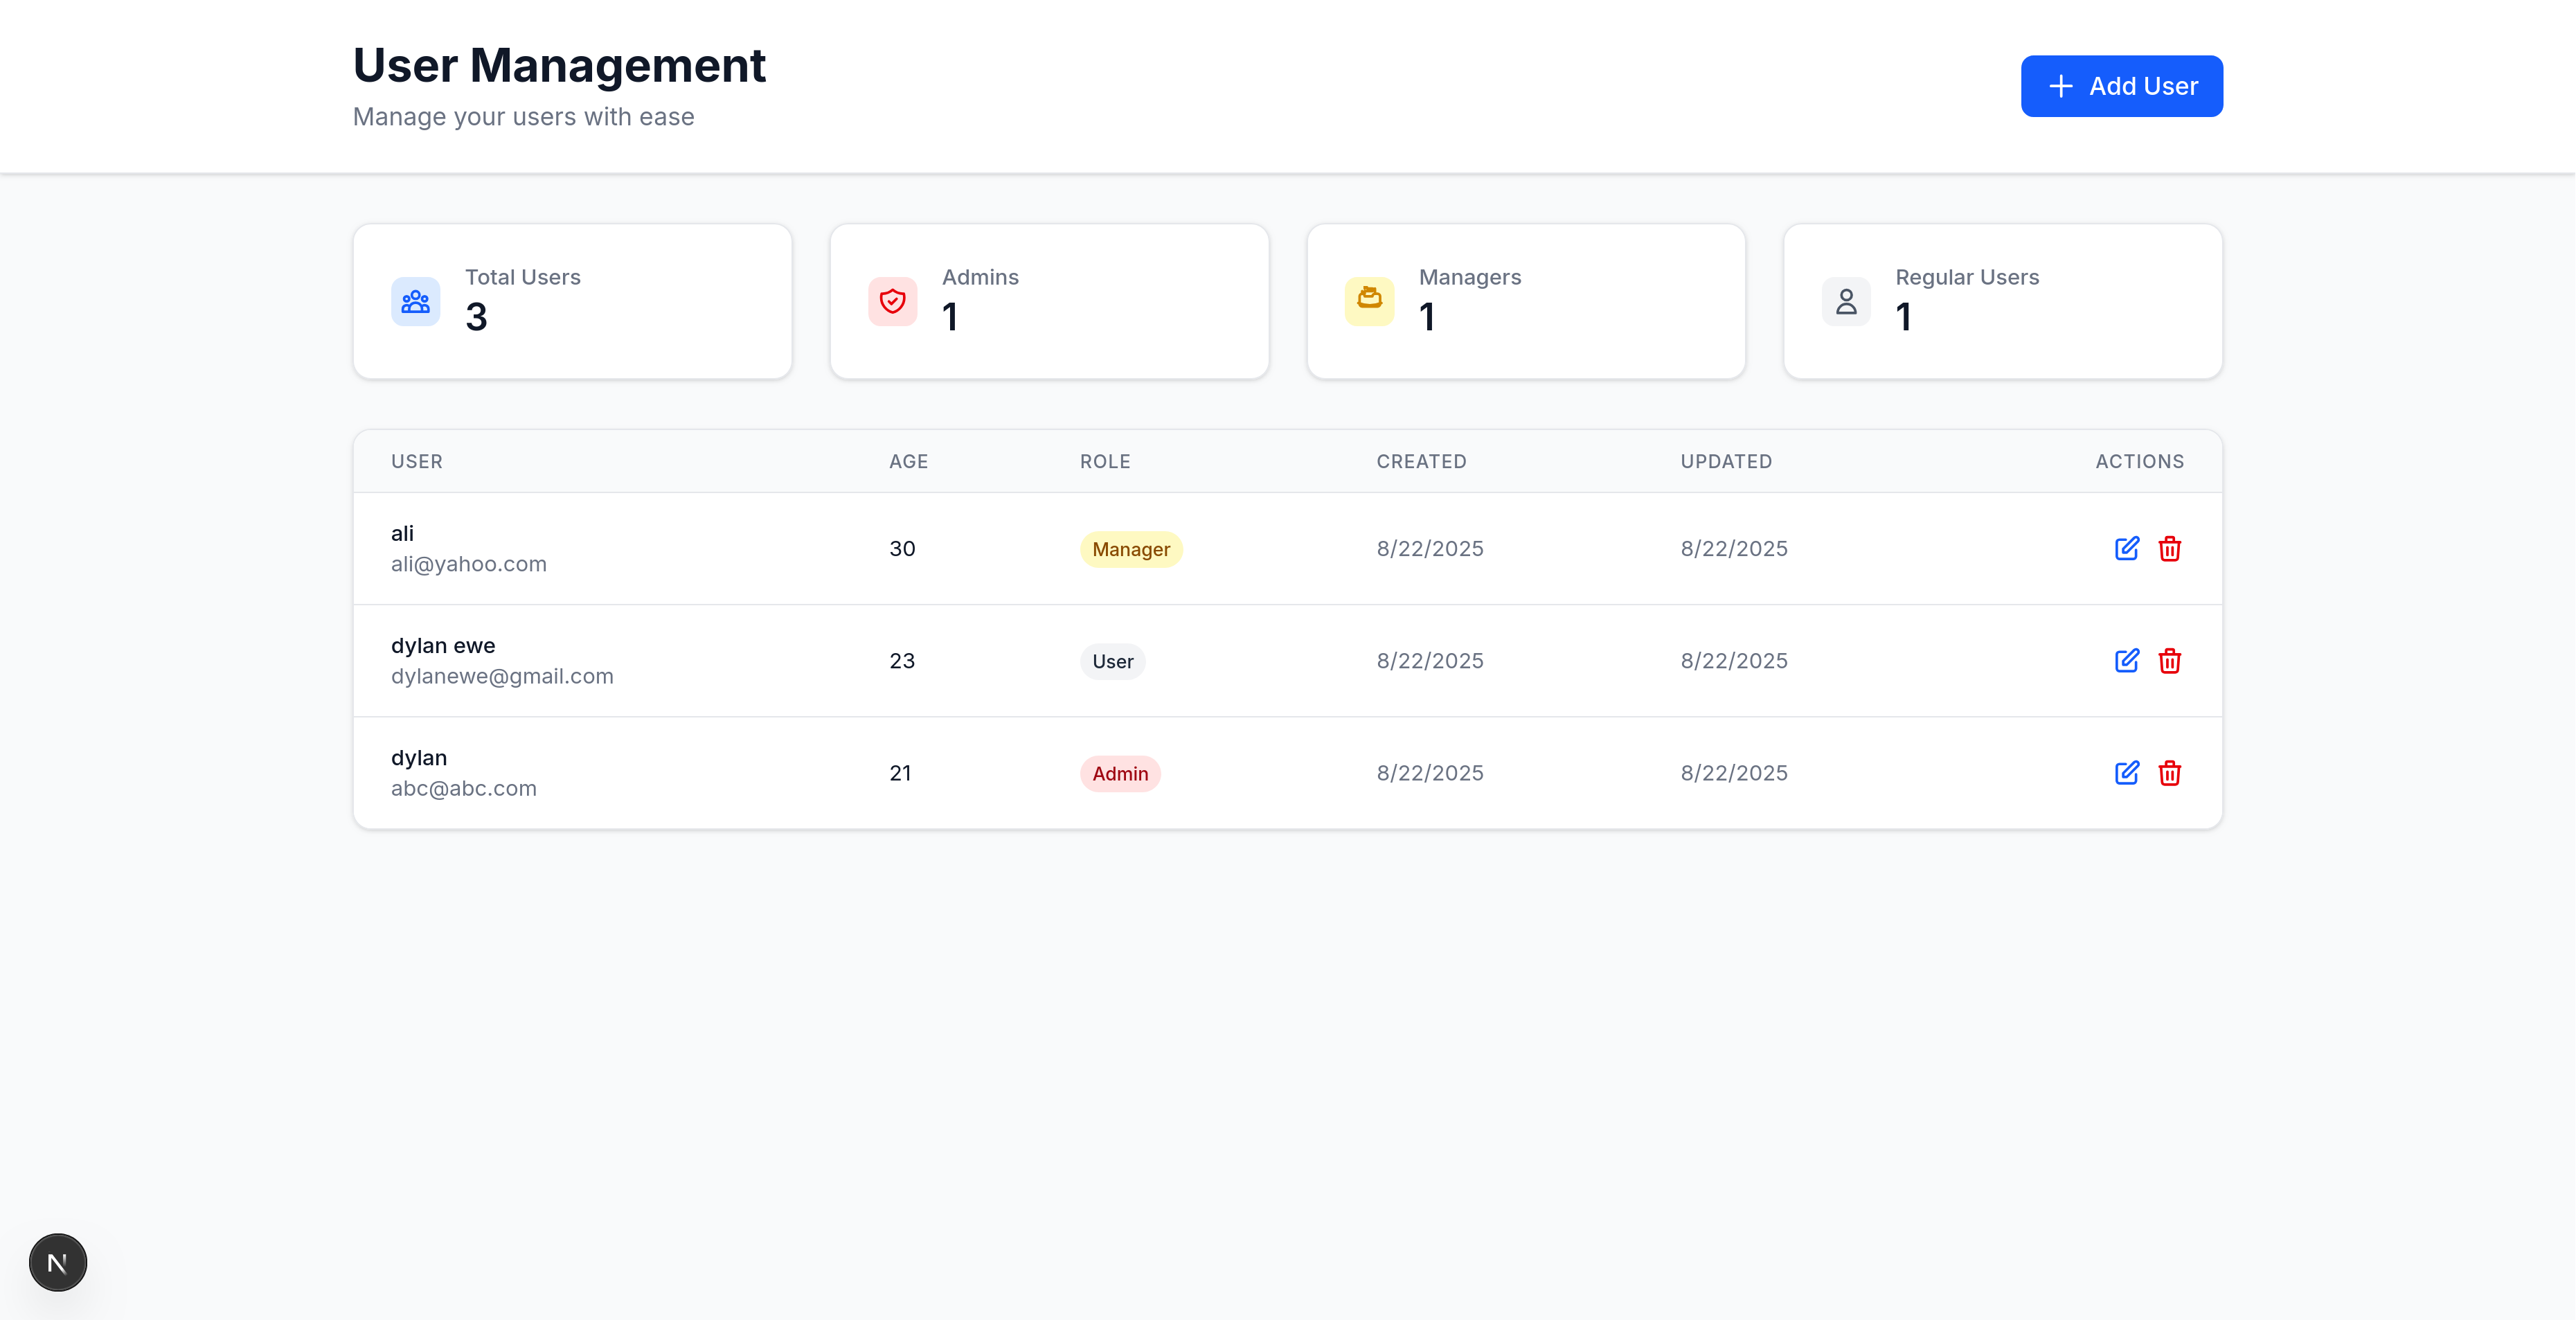 User Management
Manage your users with ease
Add User
Total Users
3
Admins
1
Managers
1
Regular Users
1
USER AGE ROLE CREATED UPDATED ACTIONS
ali
ali@yahoo.com
30 Manager 8/22/2025 8/22/2025
dylan ewe
dylanewe@gmail.com
23 User 8/22/2025 8/22/2025
dylan
abc@abc.com
21 Admin 8/22/2025 8/22/2025
N